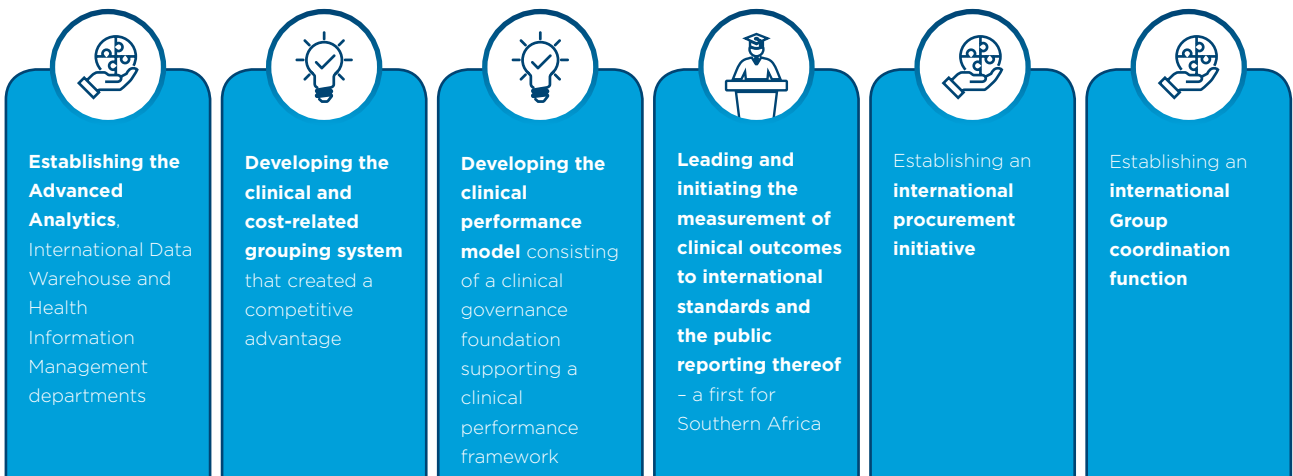 Establishing the
Advanced
Analytics,
International Data
Warehouse and
Health
Information
Management
departments
Developing the
clinical and
cost-related
grouping system
that created a
competitive
advantage
Developing the
clinical
performance
model consisting
of a clinical
governance
foundation
supporting a
clinical
performance
framework
Leading and
initiating the
measurement of
clinical outcomes
to international
standards and
the public
reporting thereof
– a first for
Southern Africa
Establishing an
international
procurement
initiative
Establishing an
international
Group
coordination
function